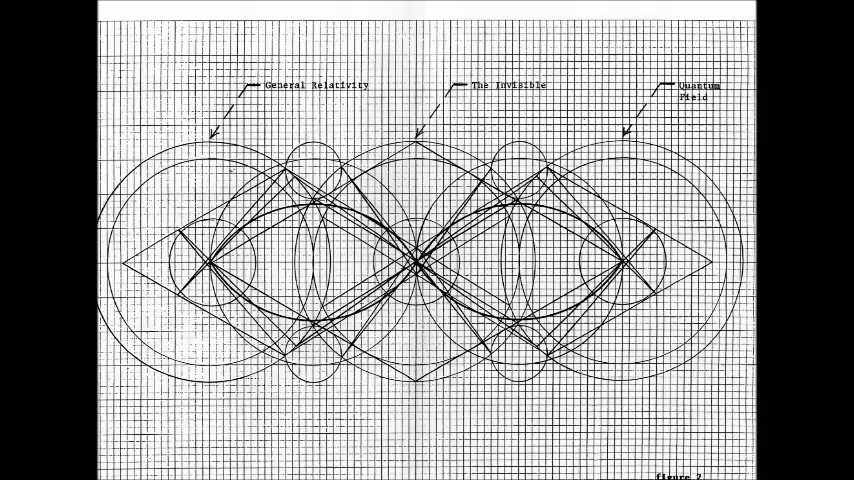 General Relativity
The Invisible
Quantum
Field
figure 2